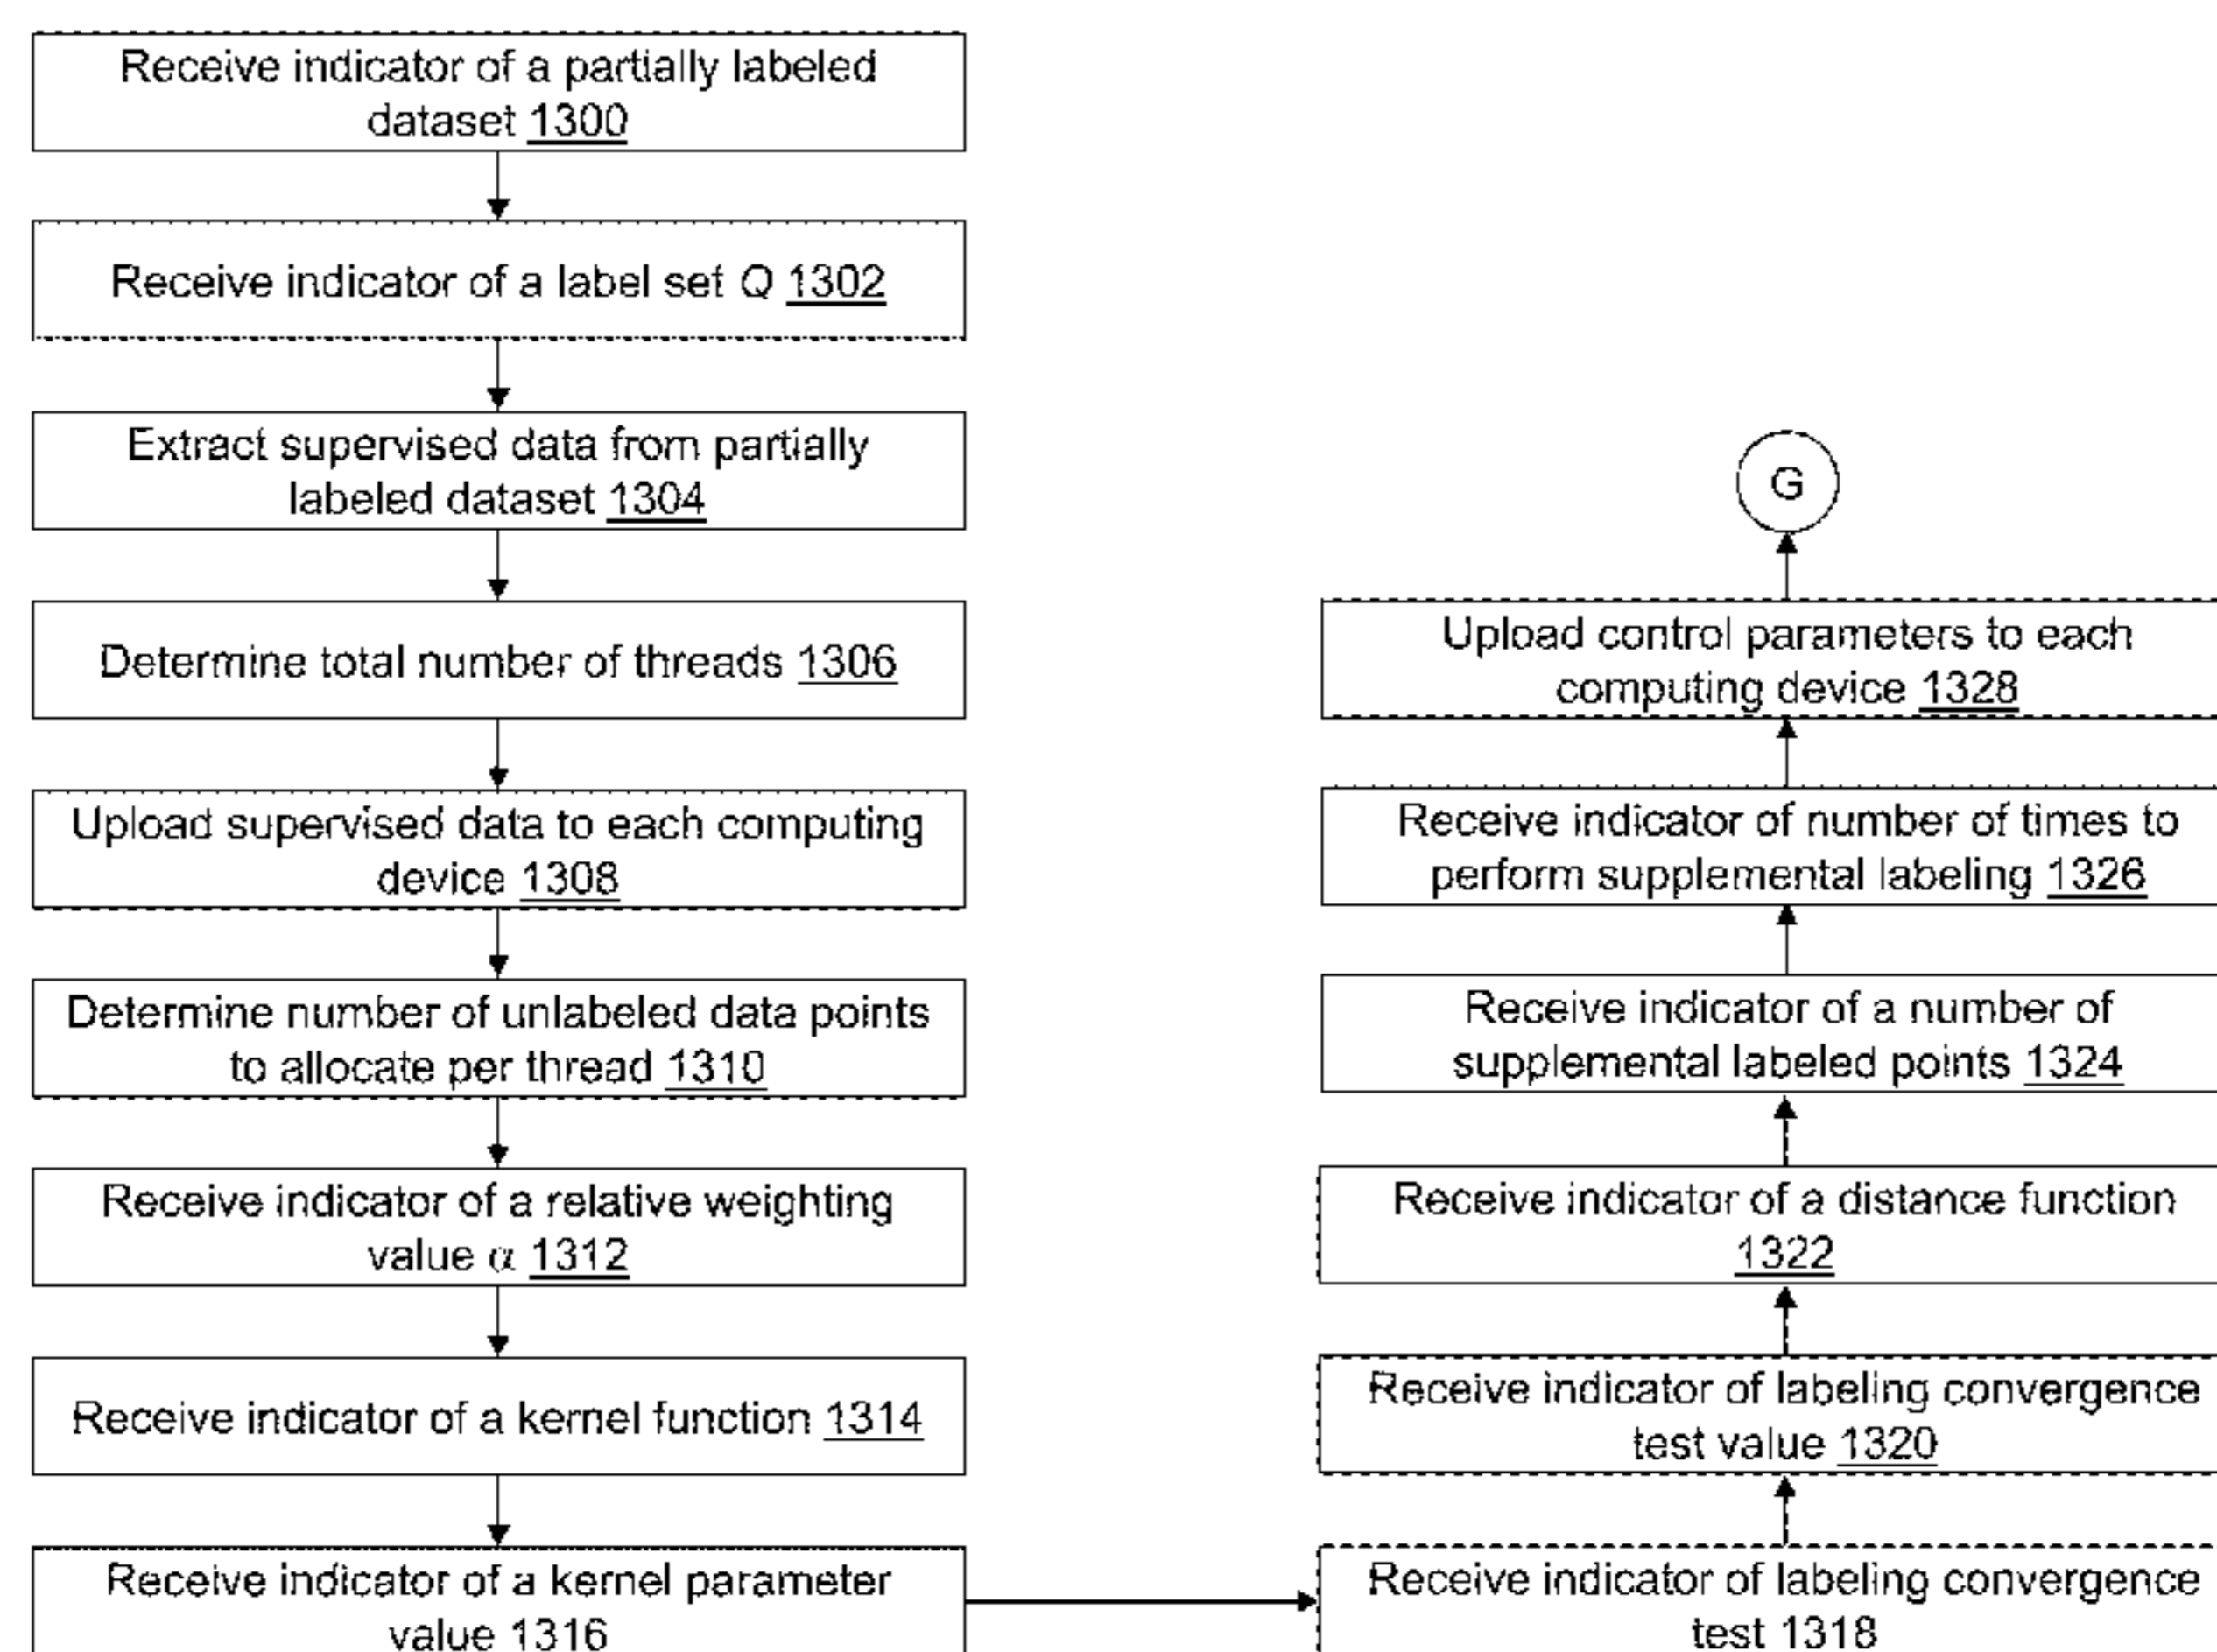 Receive indicator of a partially labeled
dataset 1300
Receive indicator of a label set Q 1302
Extract supervised data from partially
labeled dataset 1304
Determine total number of threads 1306
Upload supervised data to each computing
device 1308
Determine number of unlabeled data points
to allocate per thread 1310
Receive indicator of a relative weighting
value α 1312
Receive indicator of a kernel function 1314
Receive indicator of a kernel parameter
value 1316
Receive indicator of labeling convergence
test 1318
Receive indicator of labeling convergence
test value 1320
Receive indicator of a distance function
1322
Receive indicator of a number of
supplemental labeled points 1324
Receive indicator of number of times to
perform supplemental labeling 1326
Upload control parameters to each
computing device 1328
G